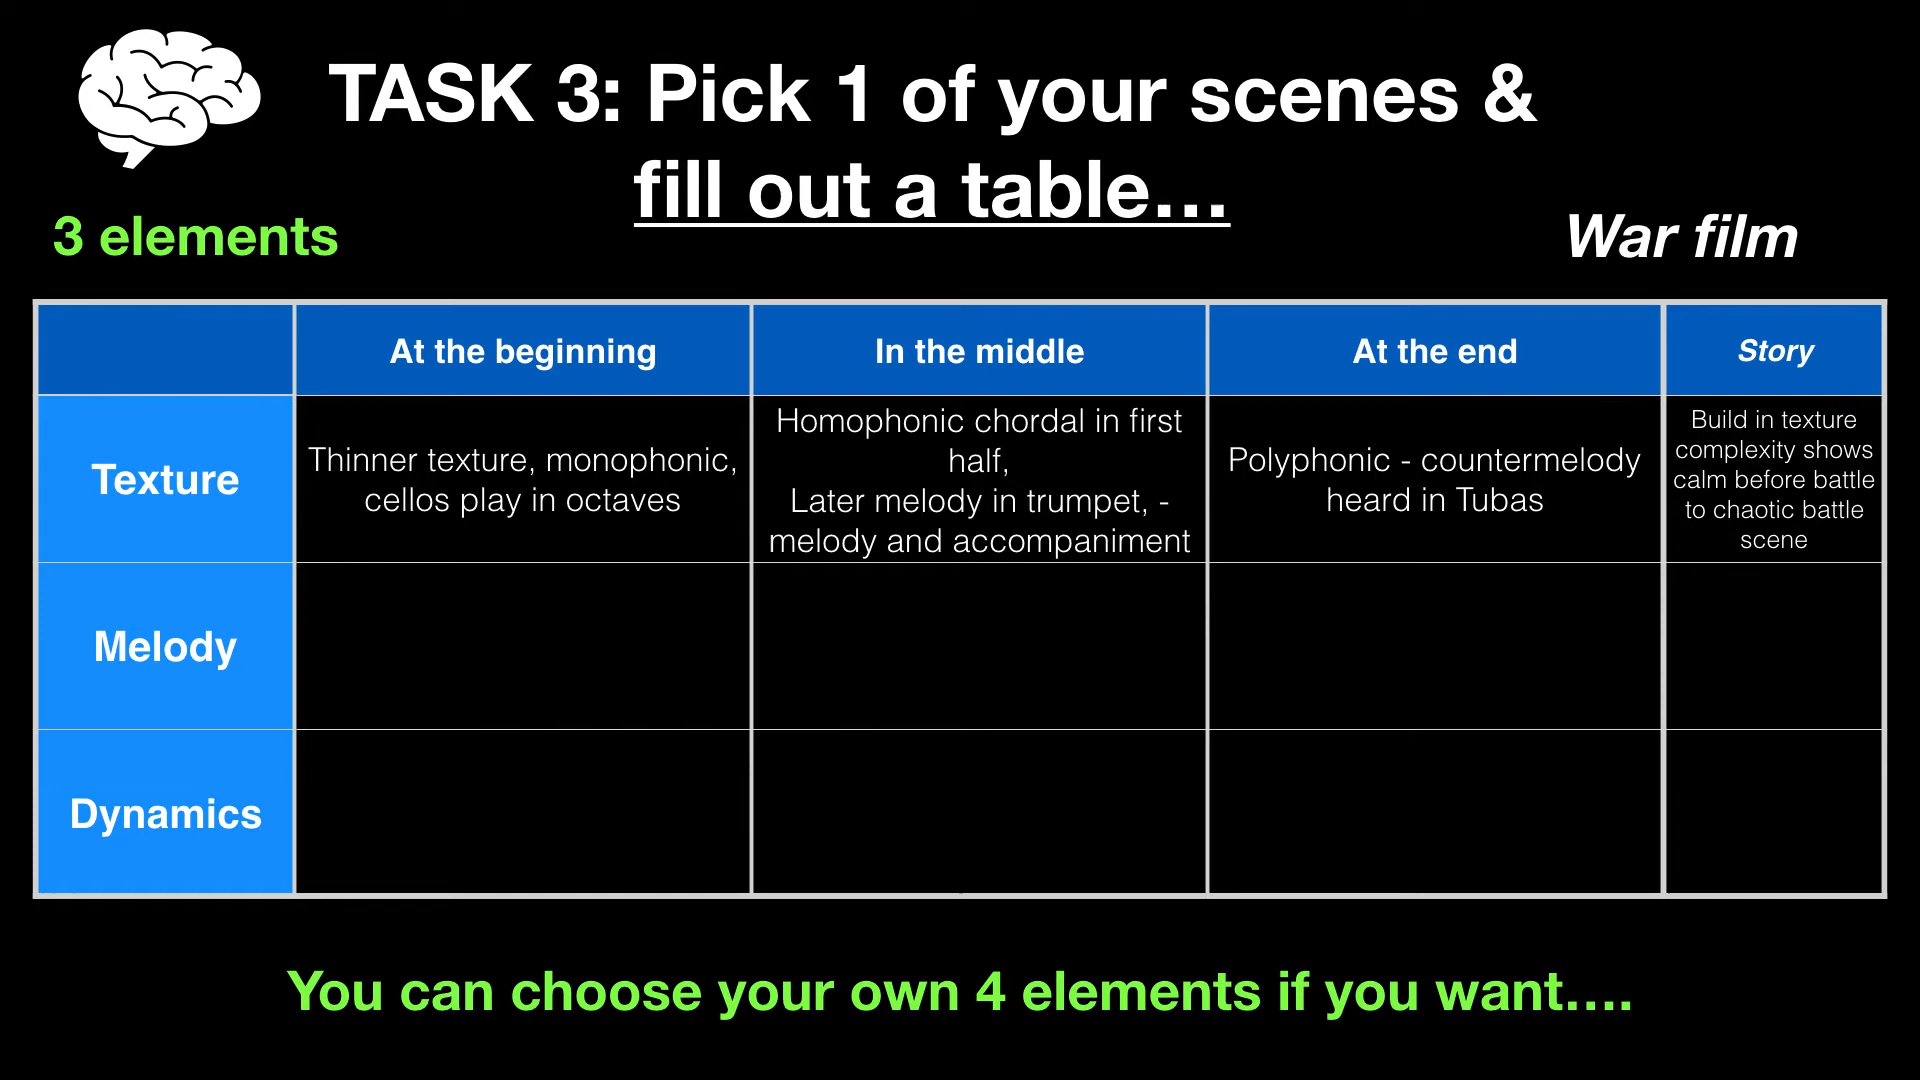 TASK 3: Pick 1 of your scenes &
fill out a table...
3 elements
War film
At the beginning
In the middle
At the end
Story
Texture
Thinner texture, monophonic,
cellos play in octaves
Homophonic chordal in first
half,
Later melody in trumpet, -
melody and accompaniment
Polyphonic - countermelody
heard in Tubas
Build in texture
complexity shows
calm before battle
to chaotic battle
scene
Melody
Dynamics
You can choose your own 4 elements if you want....